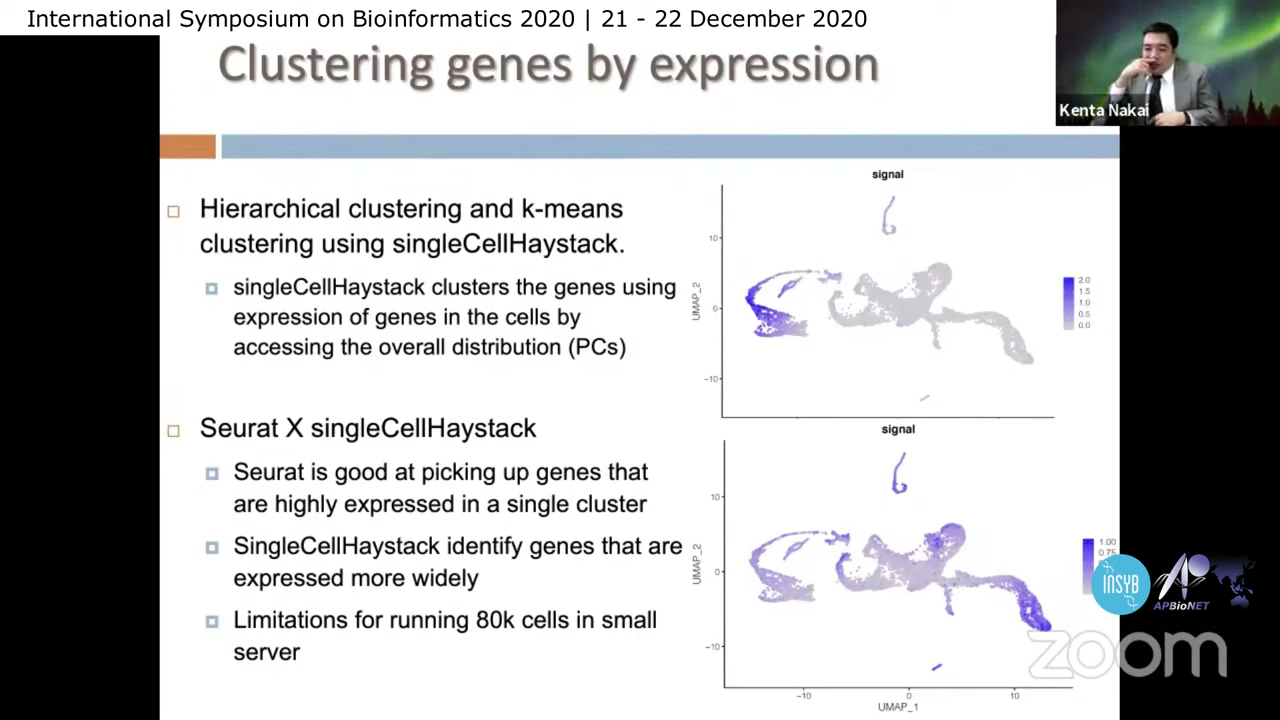 International Symposium on Bioinformatics 2020 | 21 - 22 December 2020
Clustering genes by expression
Kenta Nakai
Hierarchical clustering and k-means
clustering using singleCellHaystack.
singleCellHaystack clusters the genes using
expression of genes in the cells by
accessing the overall distribution (PCs)
Seurat X singleCellHaystack
Seurat is good at picking up genes that
are highly expressed in a single cluster
SingleCellHaystack identify genes that are
expressed more widely
Limitations for running 80k cells in small
server
signal
10
0
-10
UMAP_2
2.0
1.5
1.0
0.5
0.0
signal
10
0
-10
UMAP_2
-10
0
10
UMAP_1
1.00
0.75
INSYB
APBioNET
zoom